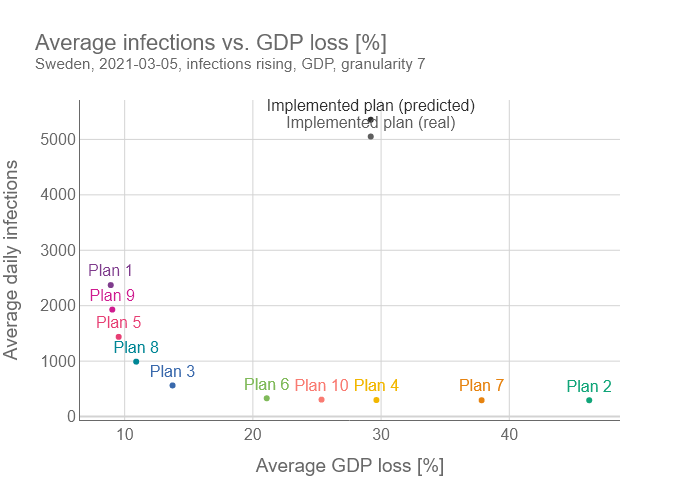 Average infections vs. GDP loss [%]
Sweden, 2021-03-05, infections rising, GDP, granularity 7
Implemented plan (predicted)
Implemented plan (real)
5000
4000
3000
2000
1000
0
Average daily infections
Plan 1
Plan 9
Plan 5
Plan 8
Plan 3
Plan 6
Plan 10
Plan 4
Plan 7
Plan 2
10
20
30
40
Average GDP loss [%]